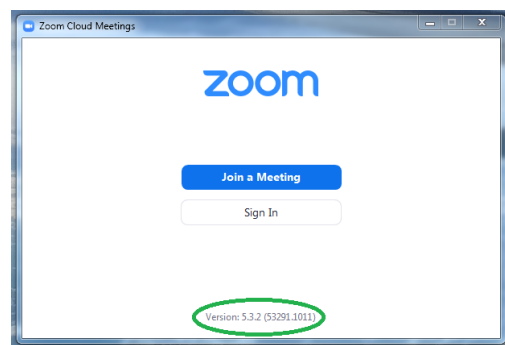 Zoom Cloud Meetings
zoom
Join a Meeting
Sign In
Version: 5.3.2 (53291.1011)